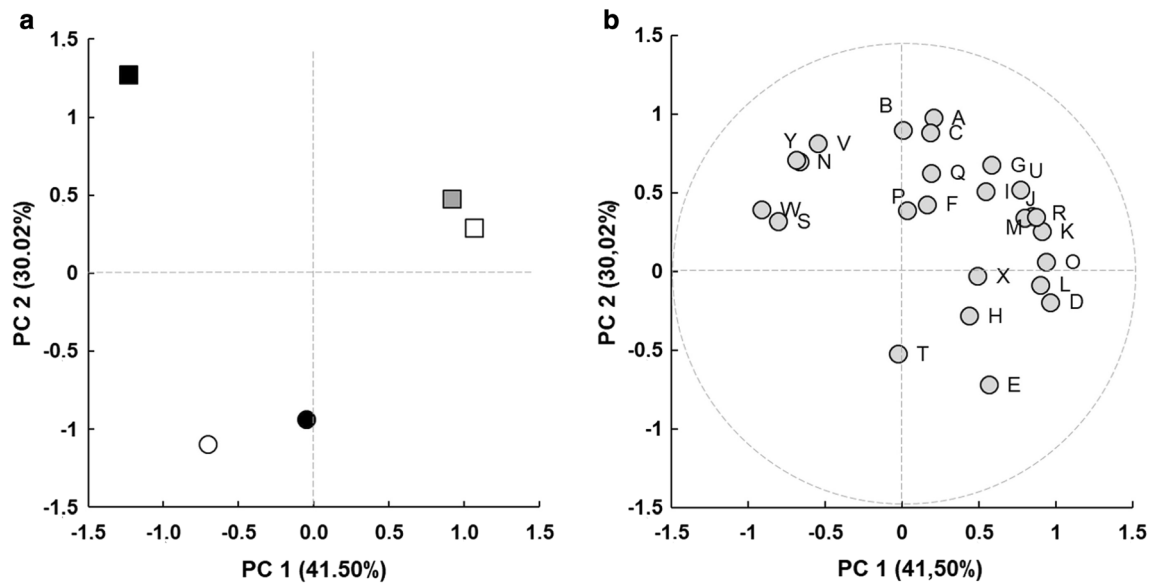 a
1.5
1
0.5
0
-0.5
-1
-1.5
PC 2 (30.02%)
-1.5
-1.0
-0.5
0.0
0.5
1.0
1.5
PC 1 (41.50%)
b
1.5
1
0.5
0
-0.5
-1
-1.5
PC 2 (30,02%)
B
A
C
Y
V
N
Q
G
U
I
P
F
J
W
S
M
R
K
O
X
L
D
H
T
E
-1.5
-1
-0.5
0
0.5
1
1.5
PC 1 (41,50%)